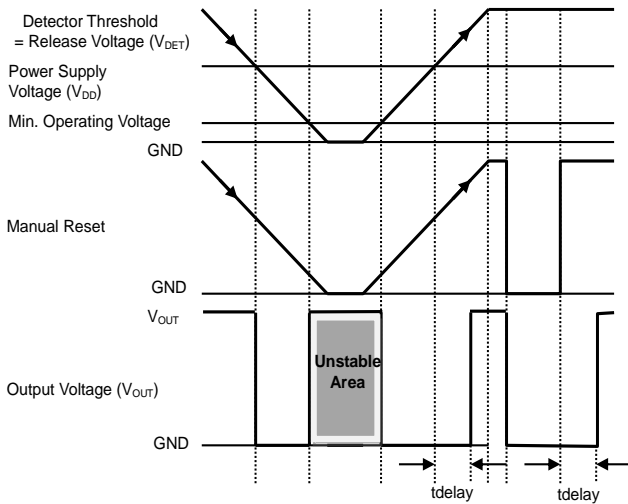 Detector Threshold
= Release Voltage (VDET)
Power Supply
Voltage (VDD)
Min. Operating Voltage
GND
Manual Reset
GND
VOUT
Unstable
Area
Output Voltage (VOUT)
GND
tdelay
tdelay